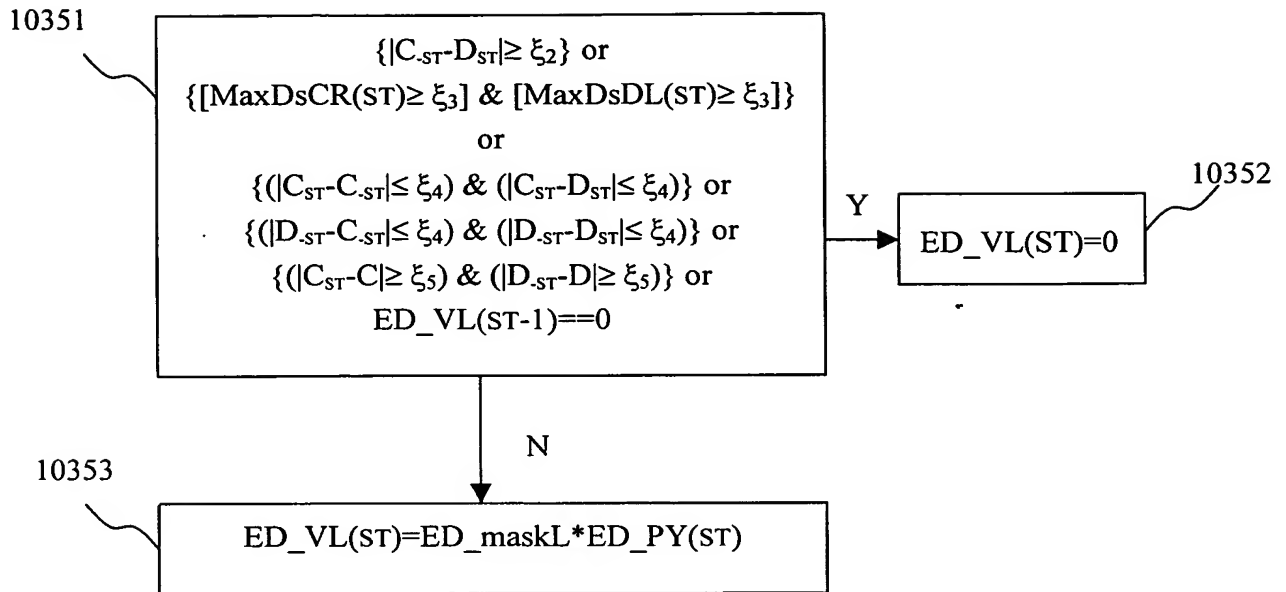 10351
{|C-ST-DST|≥ ξ2} or
{[MaxDsCR(ST)≥ ξ3] & [MaxDsDL(ST)≥ ξ3]}
or
{(|CST-C-ST|≤ ξ4) & (|CST-DST|≤ ξ4)} or
{(|D-ST-C-ST|≤ ξ4) & (|D-ST-DST|≤ ξ4)} or
{(|CST-C|≥ ξ5) & (|D-ST-D|≥ ξ5)} or
ED_VL(ST-1)==0
Y
10352
ED_VL(ST)=0
N
10353
ED_VL(ST)=ED_maskL*ED_PY(ST)